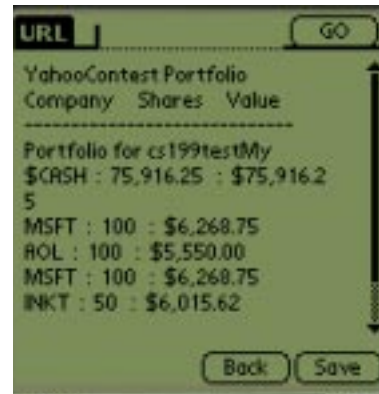 URL GO
YahooContest Portfolio
Company Shares Value
------------------------------
Portfolio for cs199testMy
$CASH : 75,916.25 : $75,916.2
5
MSFT : 100 : $6,268.75
AOL : 100 : $5,550.00
MSFT : 100 : $6,268.75
INKT : 50 : $6,015.62
Back Save